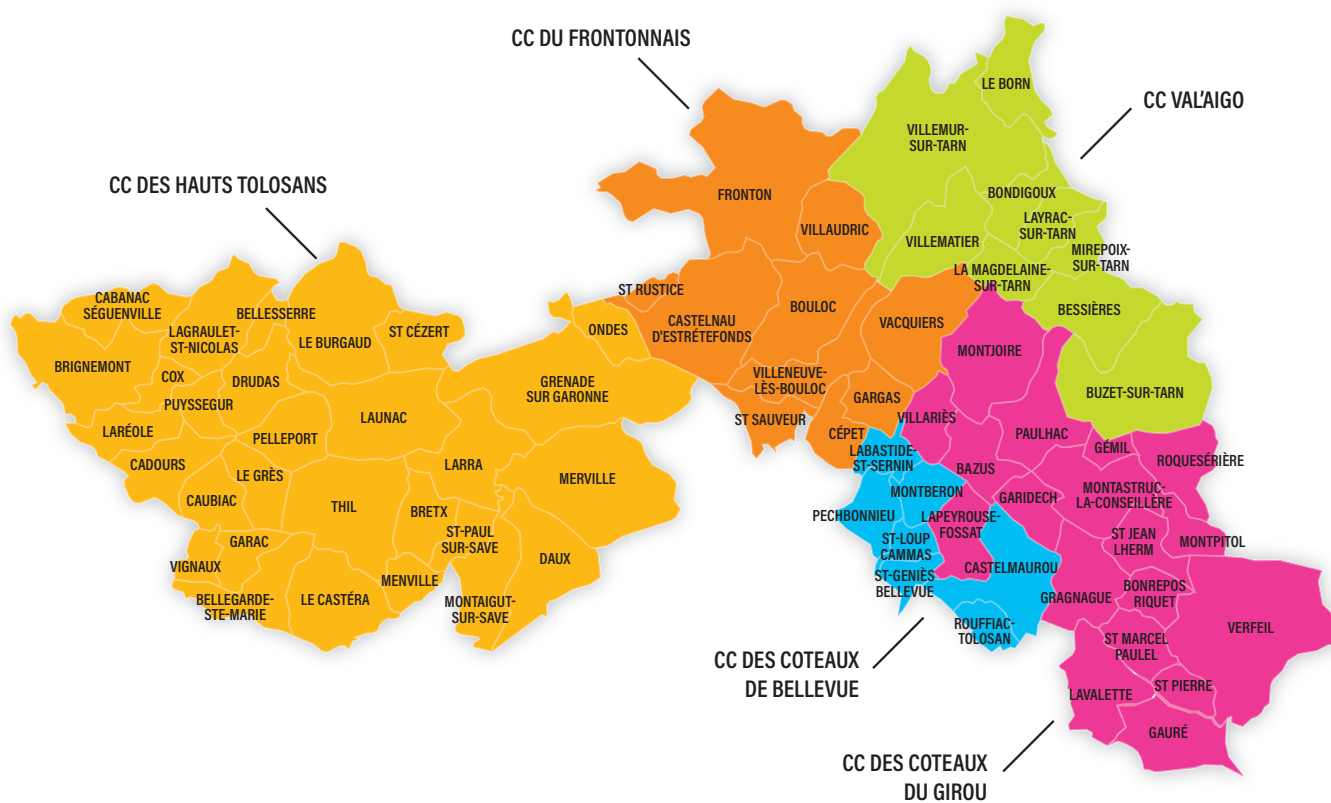 CC DU FRONTONNAIS
CC VAL'AIGO
CC DES HAUTS TOLOSANS
LE BORN
VILLEMUR-
SUR-TARN
BONDIGOUX
LAYRAC-
SUR-TARN
MIREPOIX-
SUR-TARN
VILLEMATIER
LA MAGDELAINE-
SUR-TARN
BESSIÈRES
BUZET-SUR-TARN
FRONTON
VILLAUDRIC
ST RUSTICE
CASTELNAU
D'ESTRÉTEFONDS
BOULOC
VACQUIERS
VILLENEUVE-
LÈS-BOULOC
ST SAUVEUR
GARGAS
CÉPET
CABANAC
SÉGUENVILLE
LAGRAULET-
ST-NICOLAS
BELLESSERRE
LE BURGAUD
ST CÉZERT
ONDES
BRIGNEMONT
COX
DRUDAS
PUYSSEGUR
GRENADE
SUR GARONNE
LAUNAC
LARÉOLE
PELLEPORT
CADOURS
LE GRÈS
LARRA
MERVILLE
CAUBIAC
THIL
BRETX
ST-PAUL
SUR-SAVE
GARAC
DAUX
VIGNAUX
MENVILLE
BELLEGARDE-
STE-MARIE
LE CASTÉRA
MONTAIGUT-
SUR-SAVE
LABASTIDE-
ST-SERNIN
MONTBERON
PECHBONNIEU
ST-LOUP
CAMMAS
ST-GENIÈS
BELLEVUE
CASTELMAUROU
ROUFFIAC-
TOLOSAN
CC DES COTEAUX
DE BELLEVUE
MONTJOIRE
VILLARIÈS
PAULHAC
GÉMIL
ROQUESÉRIÈRE
BAZUS
GARIDECH
MONTASTRUC-
LA-CONSEILLÈRE
LAPEYROUSE-
FOSSAT
ST JEAN
LHERM
MONTPITOL
GRAGNAGUE
BONREPOS
RIQUET
VERFEIL
ST MARCEL
PAULEL
LAVALETTE
ST PIERRE
GAURÉ
CC DES COTEAUX
DU GIROU